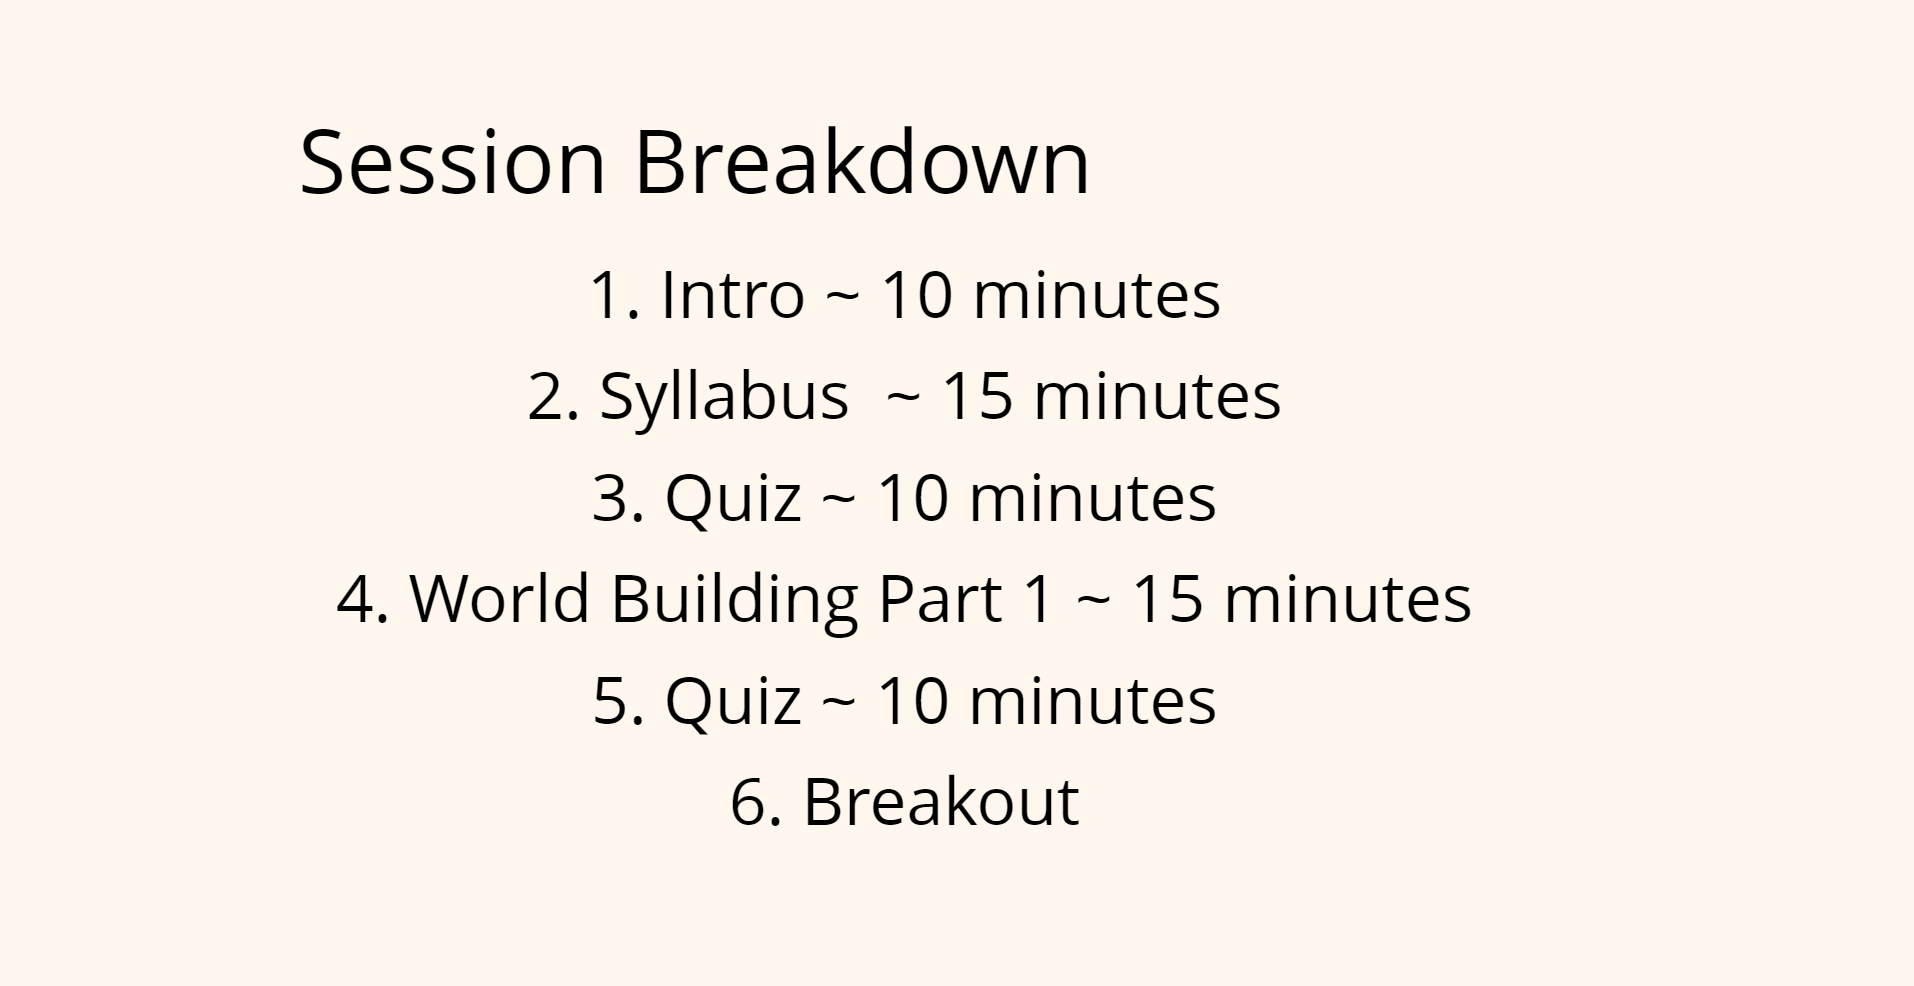 Session Breakdown
1. Intro ~ 10 minutes
2. Syllabus  ~ 15 minutes
3. Quiz ~ 10 minutes
4. World Building Part 1 ~ 15 minutes
5. Quiz ~ 10 minutes
6. Breakout